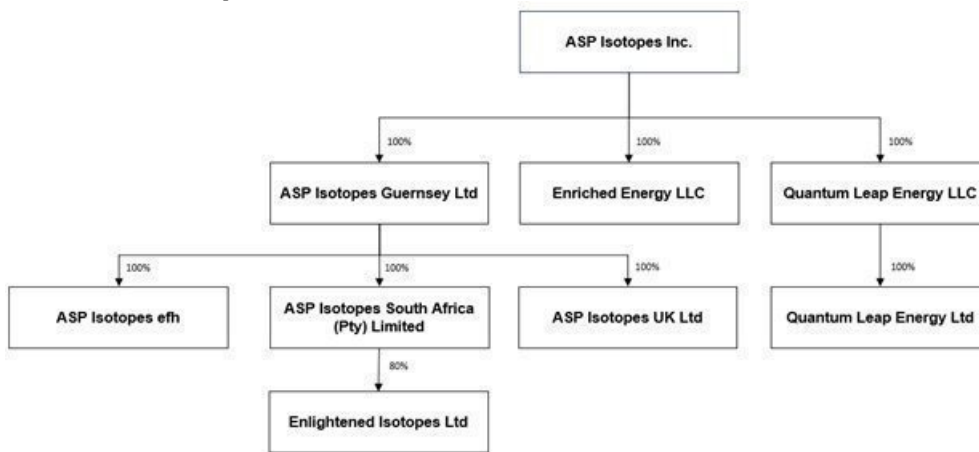 ASP Isotopes Inc.
100%
100%
100%
ASP Isotopes Guernsey Ltd
Enriched Energy LLC
Quantum Leap Energy LLC
100%
100%
100%
100%
ASP Isotopes efh
ASP Isotopes South Africa
(Pty) Limited
ASP Isotopes UK Ltd
Quantum Leap Energy Ltd
80%
Enlightened Isotopes Ltd